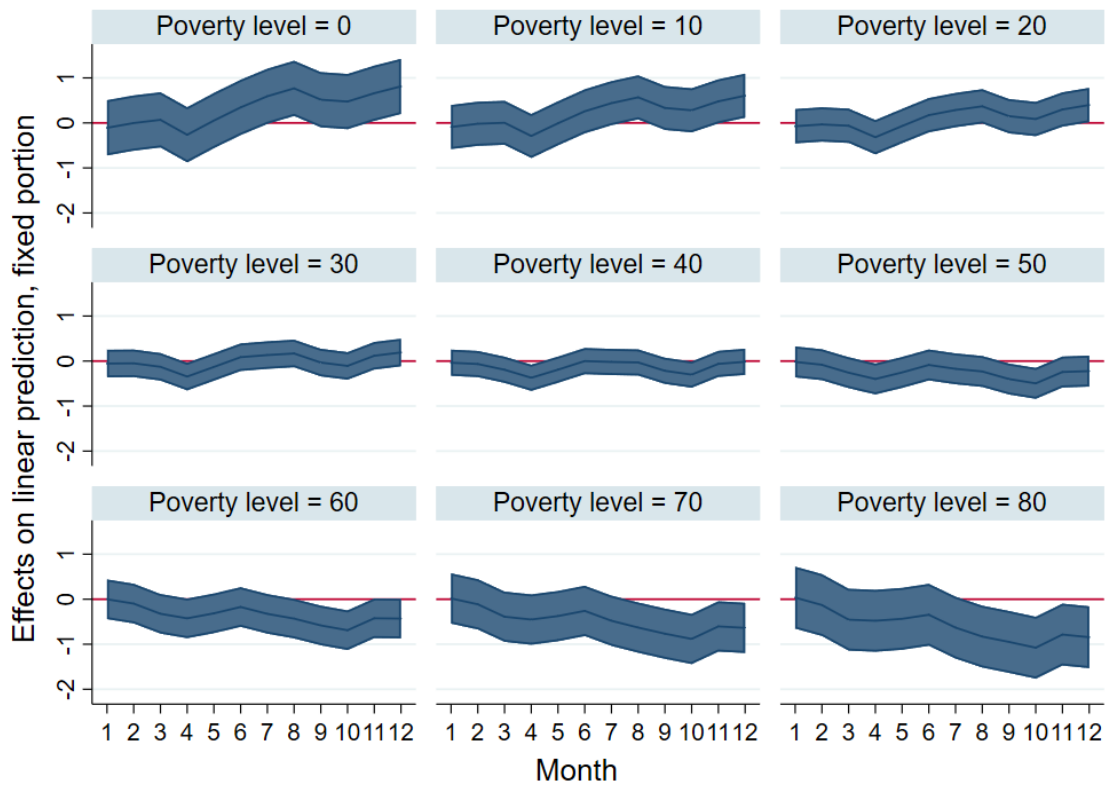 Poverty level = 0
Poverty level = 10
Poverty level = 20
1
0
-1
-2
Poverty level = 30
Poverty level = 40
Poverty level = 50
1
0
-1
-2
Poverty level = 60
Poverty level = 70
Poverty level = 80
1
0
-1
-2
Effects on linear prediction, fixed portion
1 2 3 4 5 6 7 8 9 10 11 12
1 2 3 4 5 6 7 8 9 10 11 12
1 2 3 4 5 6 7 8 9 10 11 12
Month